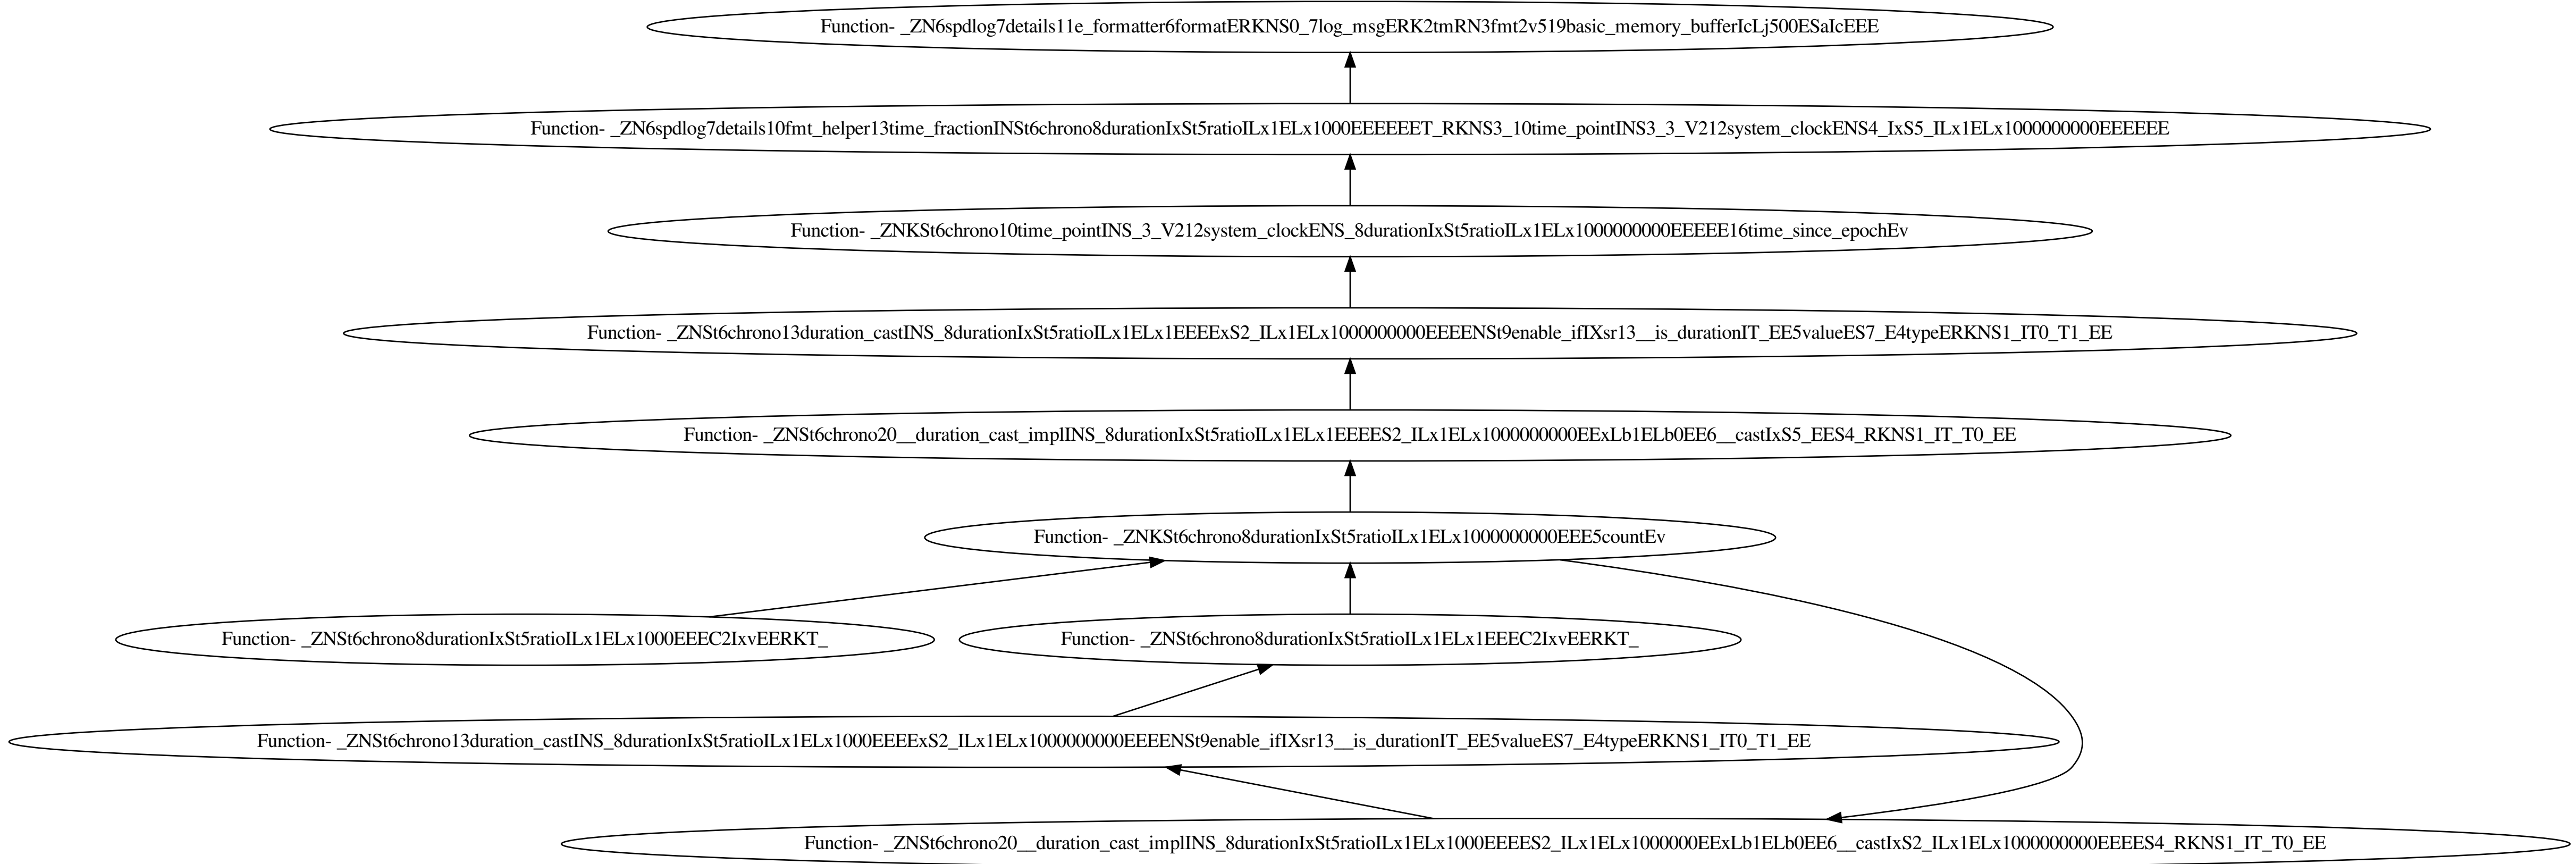 Function- _ZN6spdlog7details11e_formatter6formatERKNS0_7log_msgERK2tmRN3fmt2v519basic_memory_bufferIcLj500ESaIcEEE
Function- _ZN6spdlog7details10fmt_helper13time_fractionINSt6chrono8durationIxSt5ratioILx1ELx1000EEEEEET_RKNS3_10time_pointINS3_3_V212system_clockENS4_IxS5_ILx1ELx1000000000EEEEEE
Function- _ZNKSt6chrono10time_pointINS_3_V212system_clockENS_8durationIxSt5ratioILx1ELx1000000000EEEEE16time_since_epochEv
Function- _ZNSt6chrono13duration_castINS_8durationIxSt5ratioILx1ELx1EEEExS2_ILx1ELx1000000000EEEENSt9enable_ifIXsr13__is_durationIT_EE5valueES7_E4typeERKNS1_IT0_T1_EE
Function- _ZNSt6chrono20__duration_cast_implINS_8durationIxSt5ratioILx1ELx1EEEES2_ILx1ELx1000000000EExLb1ELb0EE6__castIxS5_EES4_RKNS1_IT_T0_EE
Function- _ZNKSt6chrono8durationIxSt5ratioILx1ELx1000000000EEE5countEv
Function- _ZNSt6chrono8durationIxSt5ratioILx1ELx1000EEEC2IxvEERKT_
Function- _ZNSt6chrono8durationIxSt5ratioILx1ELx1EEEC2IxvEERKT_
Function- _ZNSt6chrono13duration_castINS_8durationIxSt5ratioILx1ELx1000EEEExS2_ILx1ELx1000000000EEEENSt9enable_ifIXsr13__is_durationIT_EE5valueES7_E4typeERKNS1_IT0_T1_EE
Function- _ZNSt6chrono20__duration_cast_implINS_8durationIxSt5ratioILx1ELx1000EEEES2_ILx1ELx1000000EExLb1ELb0EE6__castIxS2_ILx1ELx1000000000EEEES4_RKNS1_IT_T0_EE